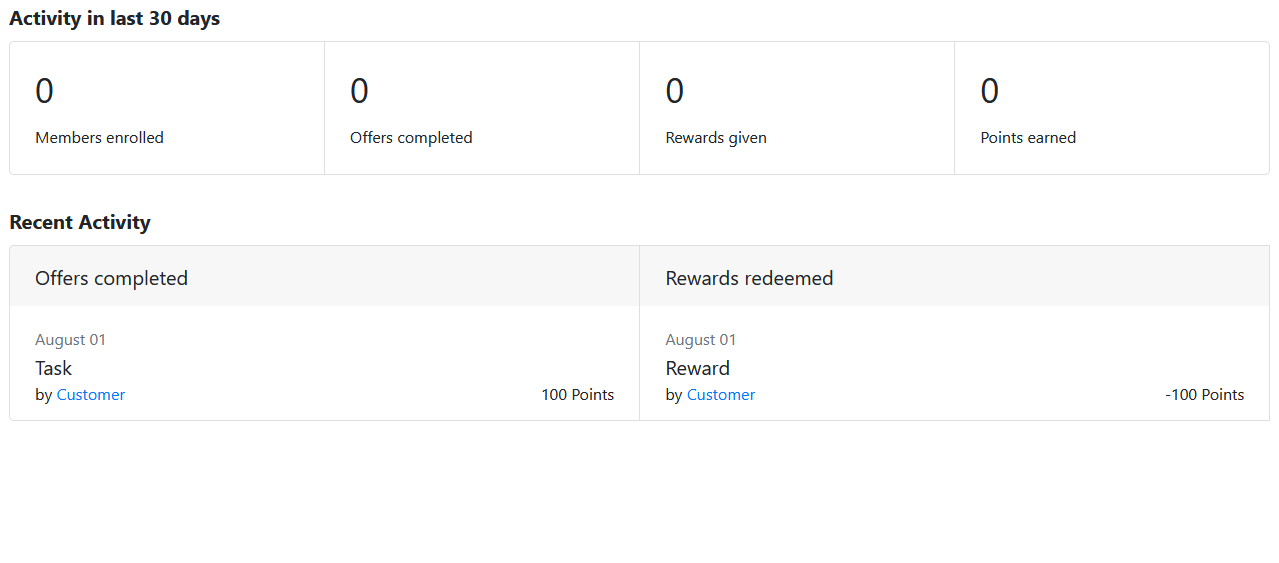 Activity in last 30 days
0
Members enrolled
0
Offers completed
0
Rewards given
0
Points earned
Recent Activity
Offers completed
August 01
Task
by Customer 100 Points
Rewards redeemed
August 01
Reward
by Customer -100 Points